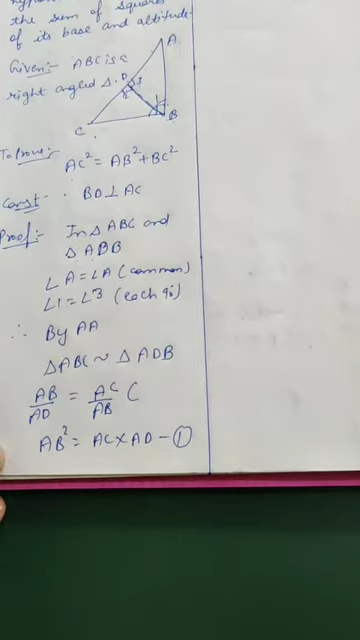 the sum of squares
of its base and altitude.
Given:- ABC is a
right angled Δ.
A
D
3
1
B
C
To Prove:-
AC² = AB² + BC²
Const- . BD ⊥ AC
Proof:- In Δ ABC and
Δ ADB
∠A = ∠A (common)
∠1 = ∠3 (each 90)
∴ By AA
ΔABC ~ Δ ADB
AB/AD = AC/AB (
AB² = AC × AD - ①